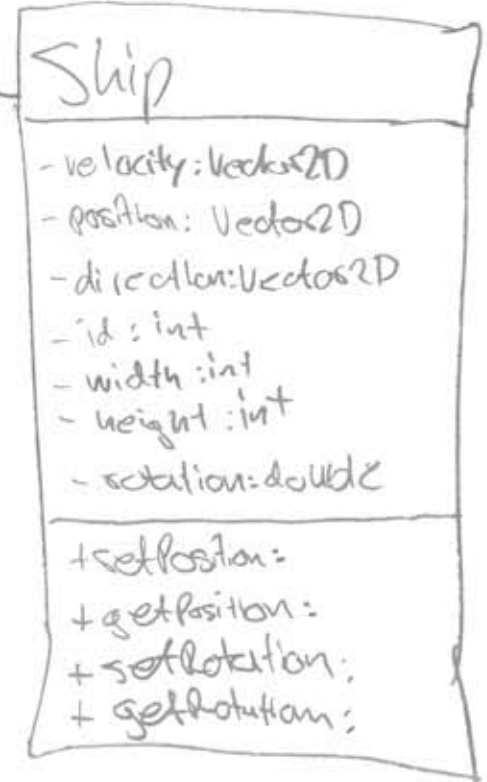 Ship
- velocity: Vector2D
- position: Vector2D
- direction: Vector2D
- id : int
- width : int
- height : int
- rotation: double
+ setPosition:
+ getPosition:
+ setRotation:
+ getRotation: